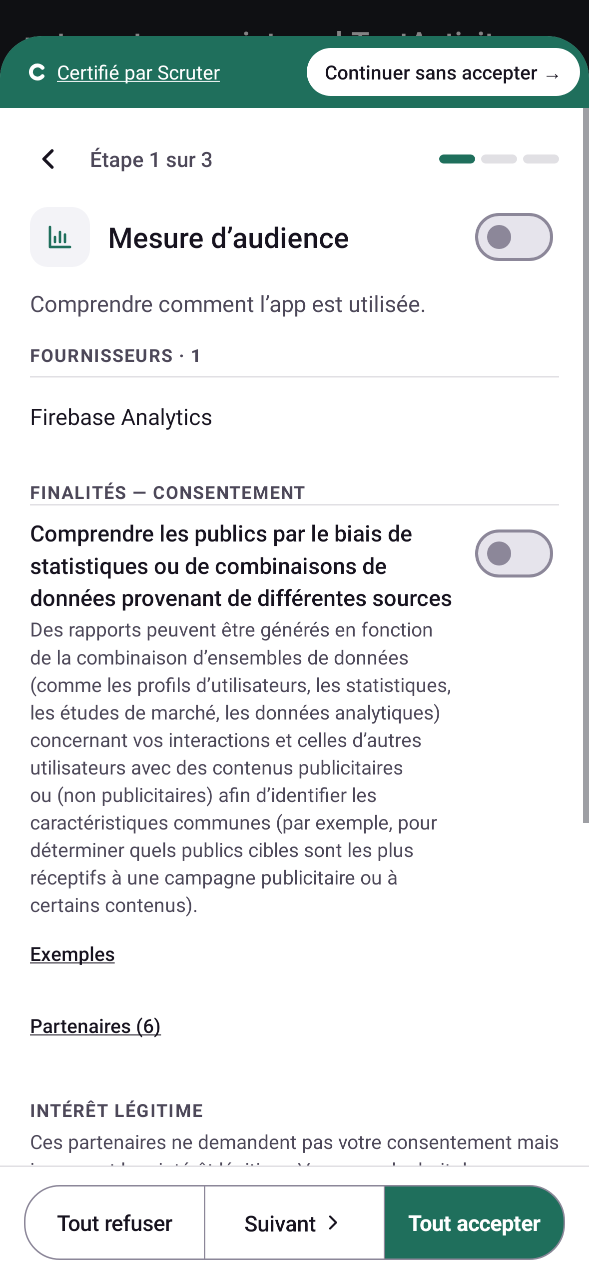 Certifié par Scruter
Continuer sans accepter →
Étape 1 sur 3
Mesure d’audience
Comprendre comment l’app est utilisée.
FOURNISSEURS · 1
Firebase Analytics
FINALITÉS — CONSENTEMENT
Comprendre les publics par le biais de
statistiques ou de combinaisons de
données provenant de différentes sources
Des rapports peuvent être générés en fonction
de la combinaison d’ensembles de données
(comme les profils d’utilisateurs, les statistiques,
les études de marché, les données analytiques)
concernant vos interactions et celles d’autres
utilisateurs avec des contenus publicitaires
ou (non publicitaires) afin d’identifier les
caractéristiques communes (par exemple, pour
déterminer quels publics cibles sont les plus
réceptifs à une campagne publicitaire ou à
certains contenus).
Exemples
Partenaires (6)
INTÉRÊT LÉGITIME
Ces partenaires ne demandent pas votre consentement mais
Tout refuser
Suivant
Tout accepter